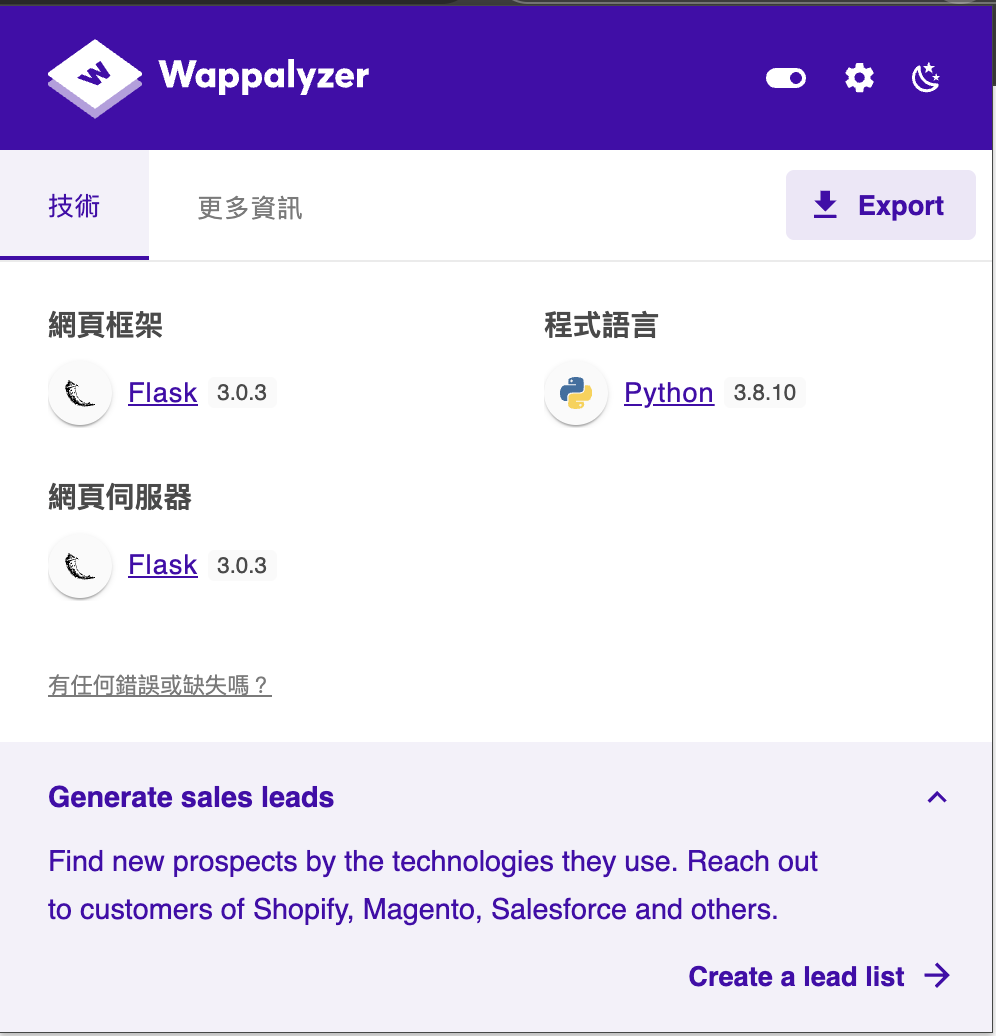 Wappalyzer
技術
更多資訊
Export
網頁框架
Flask 3.0.3
程式語言
Python 3.8.10
網頁伺服器
Flask 3.0.3
有任何錯誤或缺失嗎？
Generate sales leads
Find new prospects by the technologies they use. Reach out
to customers of Shopify, Magento, Salesforce and others.
Create a lead list